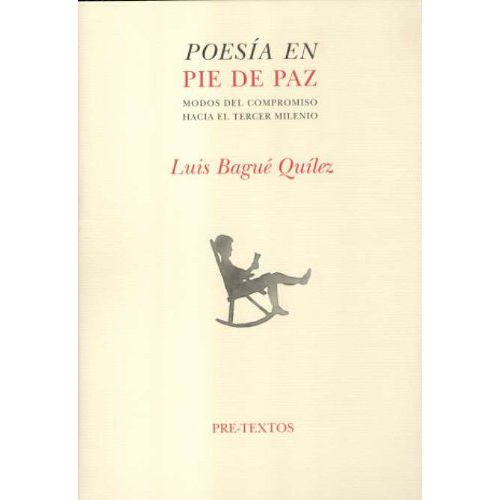 POESÍA EN
PIE DE PAZ
MODOS DEL COMPROMISO
HACIA EL TERCER MILENIO
Luis Bagué Quílez
PRE-TEXTOS